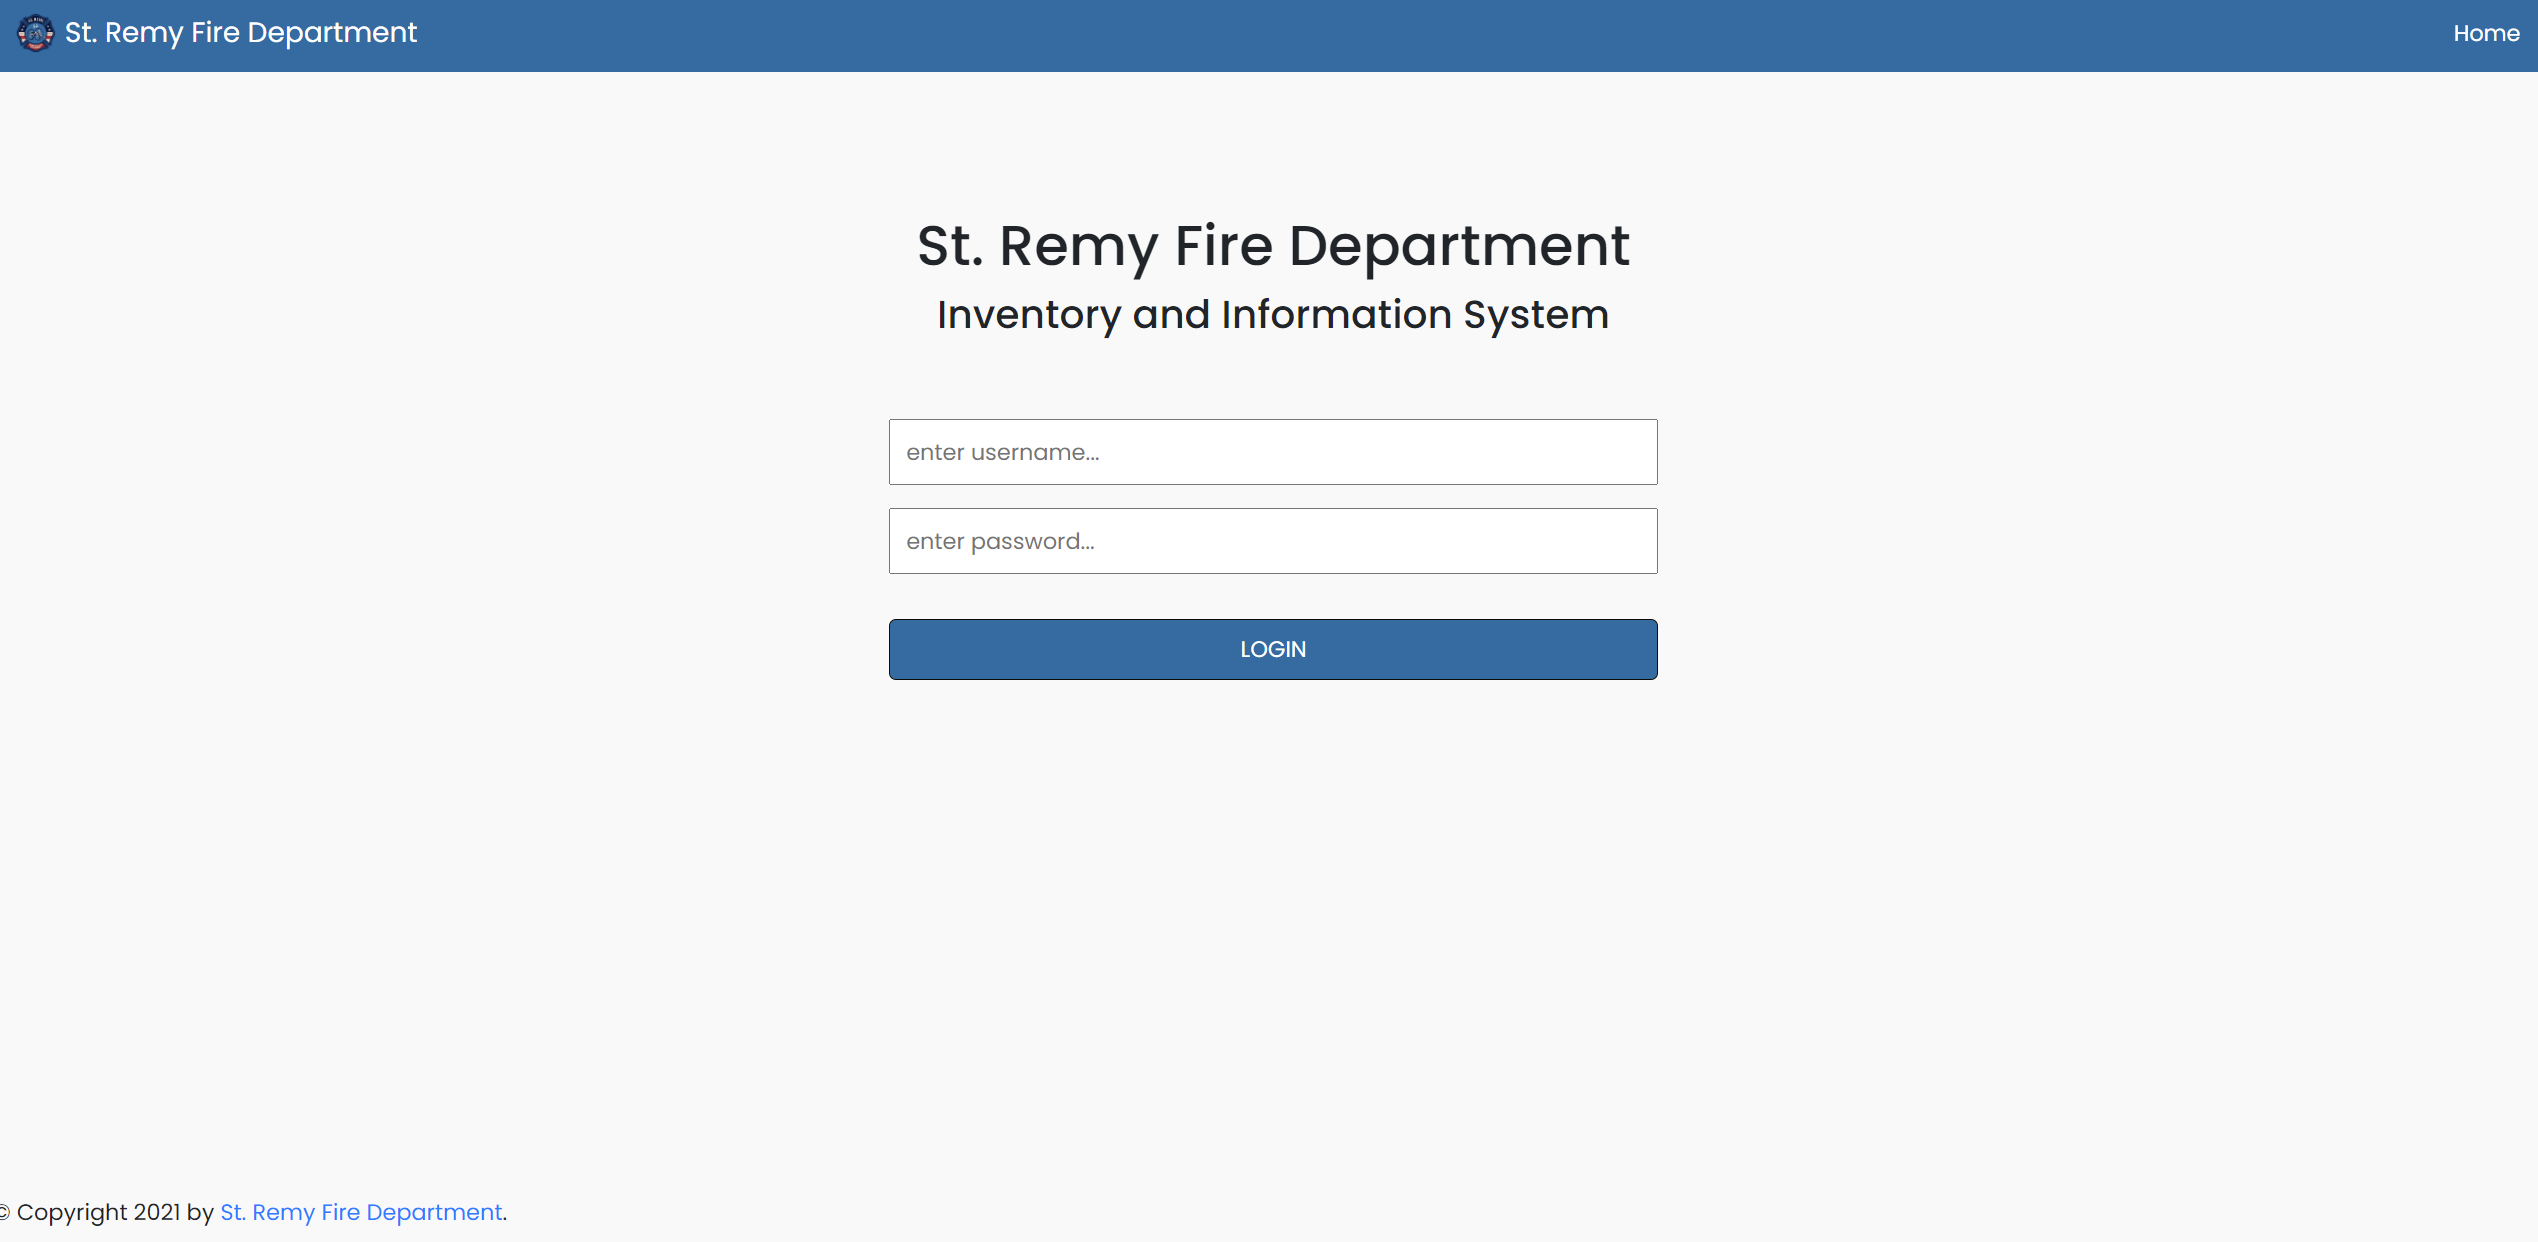 St. Remy Fire Department
Home
St. Remy Fire Department
Inventory and Information System
enter username...
enter password...
LOGIN
© Copyright 2021 by St. Remy Fire Department.